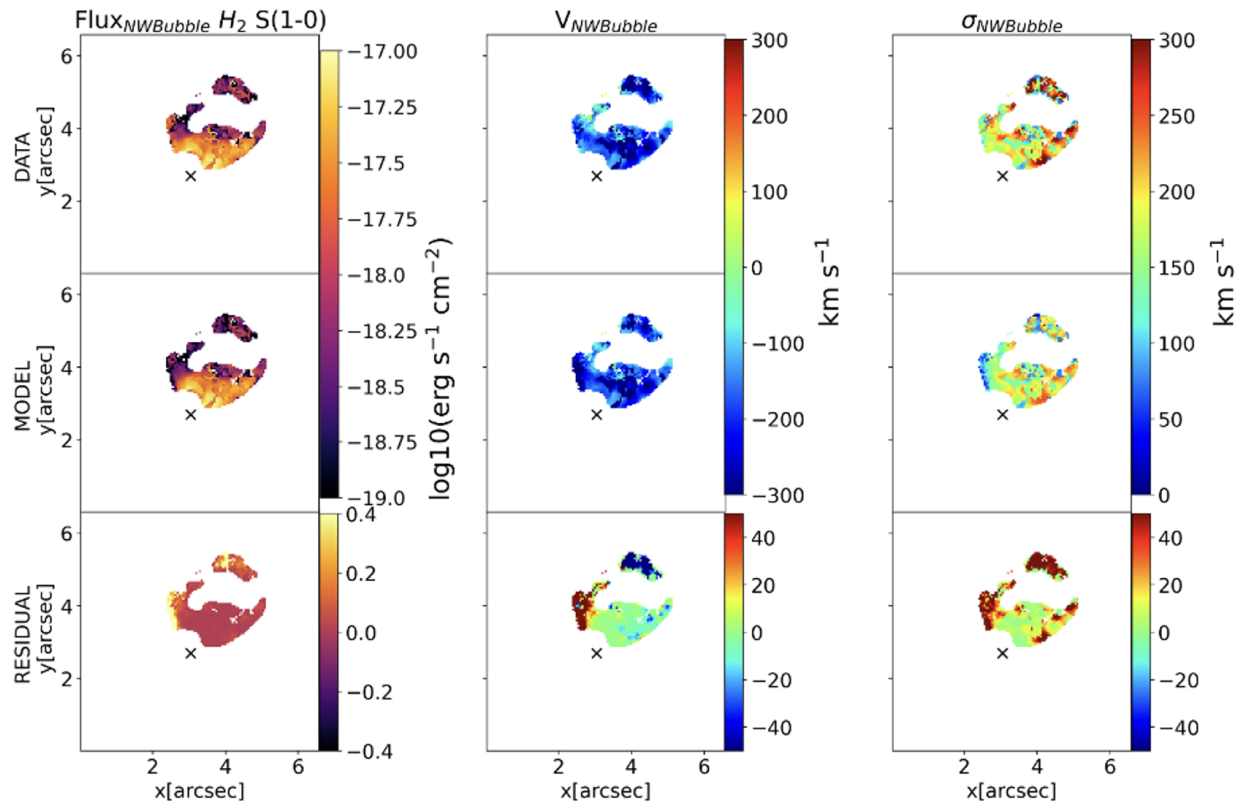 Flux_NWBubble H₂ S(1-0)
V_NWBubble
σ_NWBubble
DATA
y[arcsec]
6
4
2
−17.00
−17.25
−17.50
−17.75
−18.00
−18.25
−18.50
−18.75
−19.00
log10(erg s⁻¹ cm⁻²)
300
200
100
0
−100
−200
−300
km s⁻¹
300
250
200
150
100
50
0
km s⁻¹
MODEL
y[arcsec]
6
4
2
RESIDUAL
y[arcsec]
6
4
2
0.4
0.2
0.0
−0.2
−0.4
40
20
0
−20
−40
40
20
0
−20
−40
2 4 6
2 4 6
2 4 6
x[arcsec]
x[arcsec]
x[arcsec]